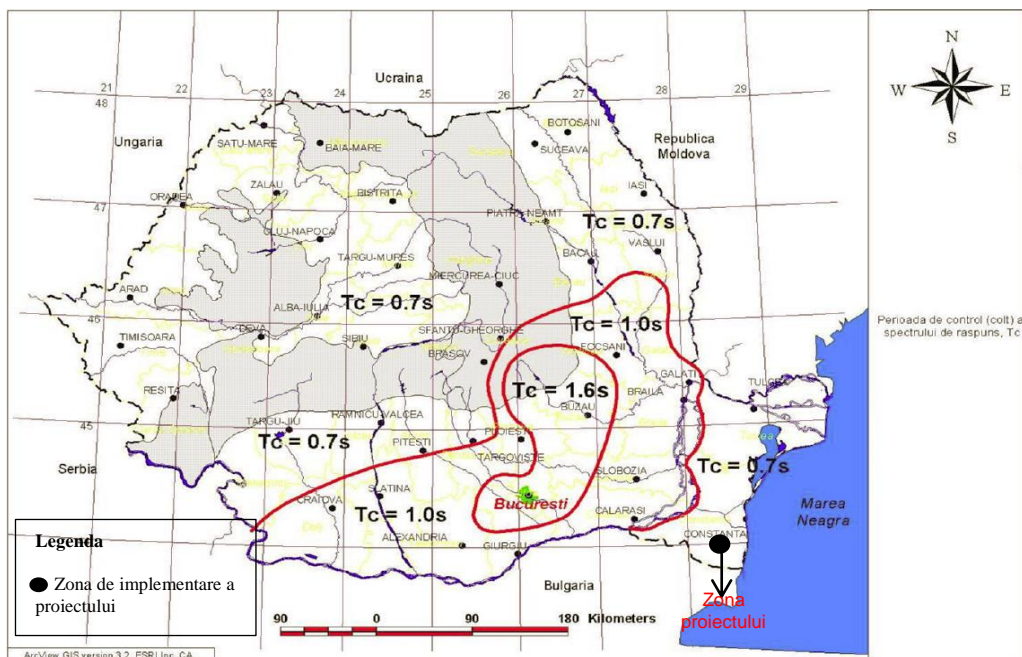 Ucraina
N
W E
S
22 23 24 25 26 27 28 29
48
47
46
45
Ungaria
Republica
Moldova
SATU-MARE
BAIA-MARE
BOTOSANI
SUCEAVA
ZALAU
BISTRITA
IASI
ORADEA
PIATRA NEAMT
Tc = 0.7s
CLUJ-NAPOCA
VASLUI
TARGU-MURES
BACAU
MIERCUREA-CIUC
ARAD
ALBA-IULIA
Tc = 0.7s
Perioada de control (colt) a
spectrului de raspuns, Tc
Tc = 1.0s
TIMISOARA
DEVA
SIBIU
SFANTU-GHEORGHE
BRASOV
FOCSANI
GALATI
RESITA
Tc = 1.6s
BRAILA
TULCEA
RAMNICU-VALCEA
BUZAU
TARGU-JIU
Tc = 0.7s
PITESTI
PLOIESTI
TARGOVISTE
Tc = 0.7s
Serbia
SLOBOZIA
SLATINA
CRAIOVA
Tc = 1.0s
Bucuresti
Marea
Neagra
CALARASI
CONSTANTA
ALEXANDRIA
GIURGIU
Bulgaria
Legenda
Zona de implementare a
proiectului
Zona
proiectului
90 0 90 180 Kilometers
ArcView GIS version 3.2, ESRI Inc, CA